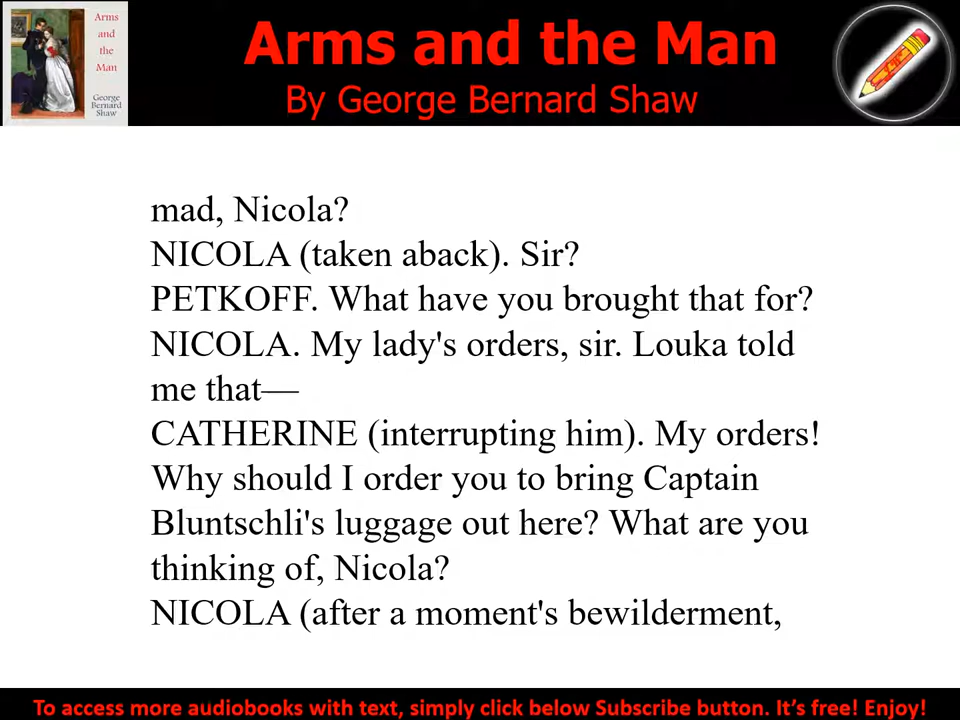 Arms
and
the
Man
George
Bernard
Shaw
Arms and the Man
By George Bernard Shaw
mad, Nicola?
NICOLA (taken aback). Sir?
PETKOFF. What have you brought that for?
NICOLA. My lady's orders, sir. Louka told
me that—
CATHERINE (interrupting him). My orders!
Why should I order you to bring Captain
Bluntschli's luggage out here? What are you
thinking of, Nicola?
NICOLA (after a moment's bewilderment,
To access more audiobooks with text, simply click below Subscribe button. It's free! Enjoy!